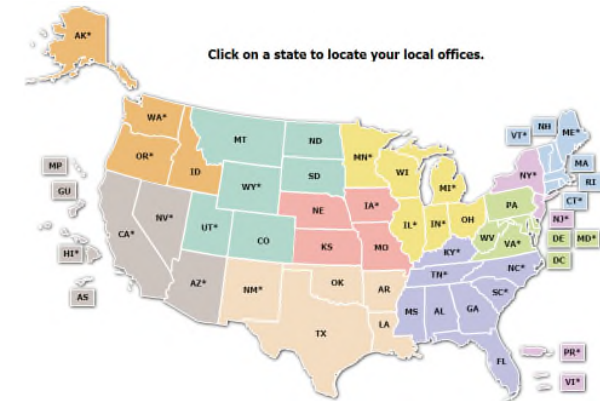 AK*
Click on a state to locate your local offices.
WA*
MT
ND
MN*
VT*
NH
ME*
OR*
ID
WY*
SD
WI
MI*
NY*
MA
RI
MP
GU
NV*
UT*
CO
NE
IA*
IL*
IN*
OH
PA
CT*
NJ*
CA*
KS
MO
KY*
WV
VA*
DE
MD*
DC
HI*
AS
AZ*
NM*
OK
AR
TN*
NC*
SC*
TX
LA
MS
AL
GA
FL
PR*
VI*